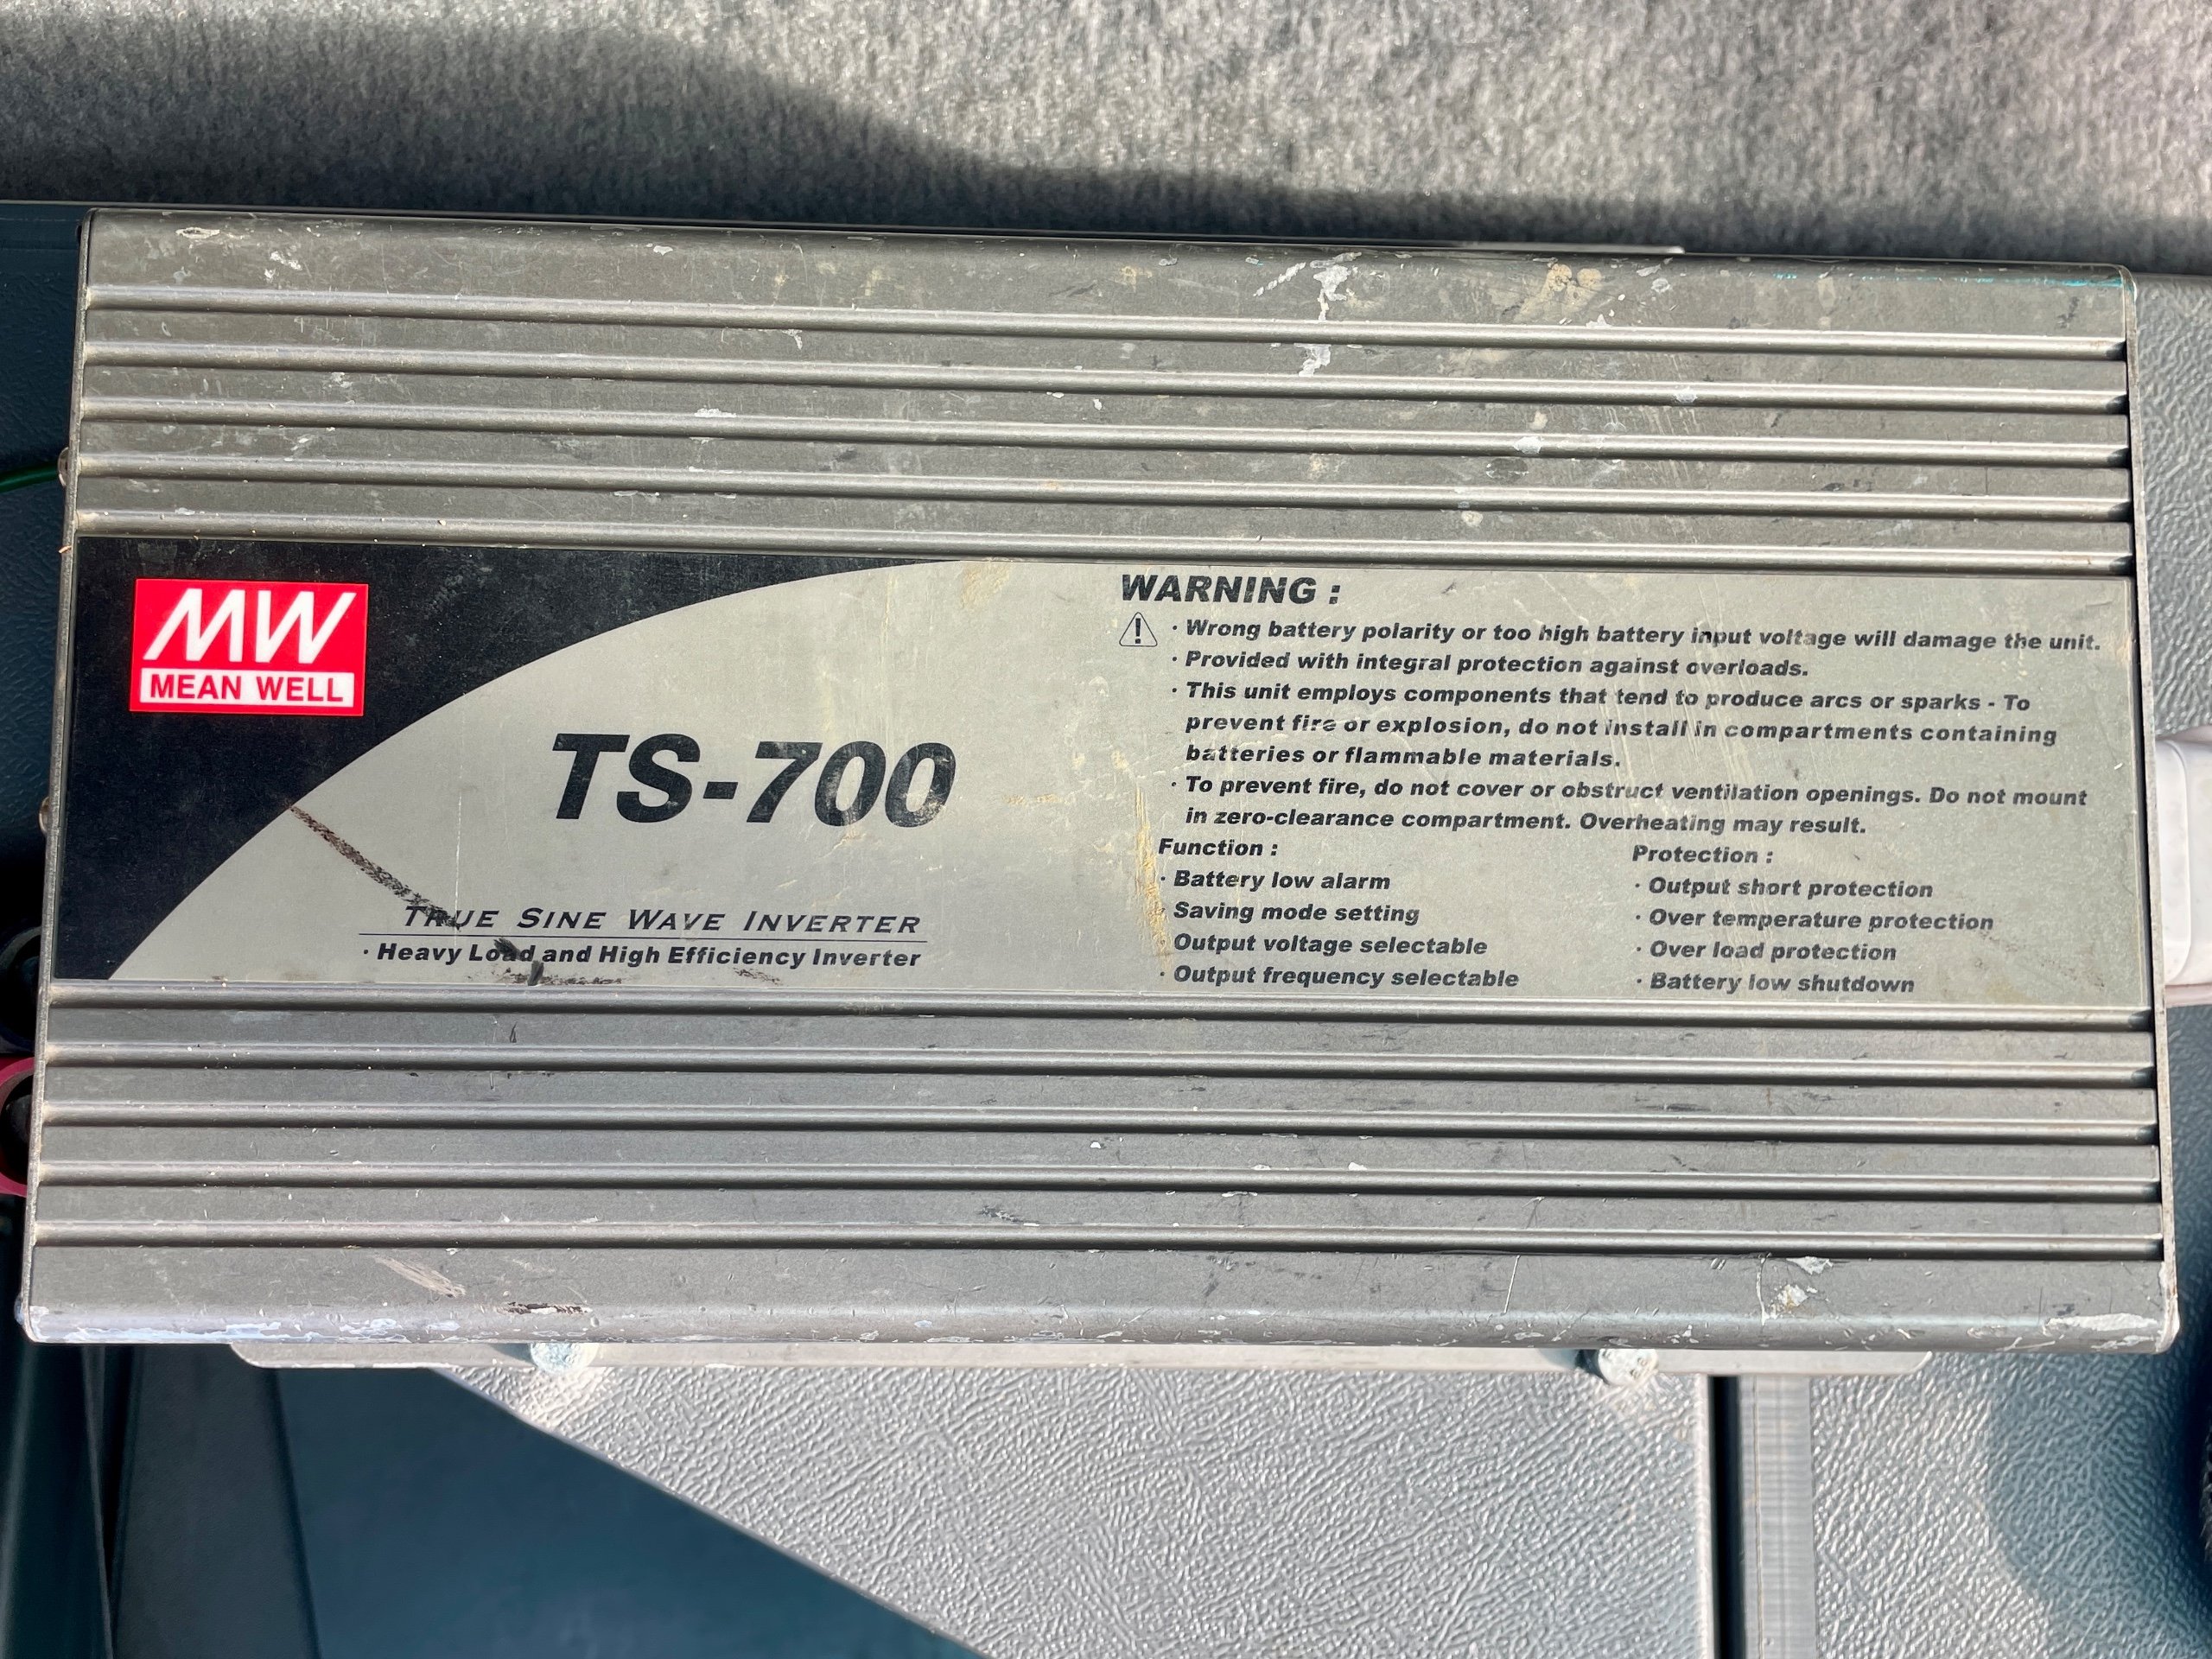 MW
MEAN WELL
TS-700
TRUE SINE WAVE INVERTER
· Heavy Load and High Efficiency Inverter
WARNING :
· Wrong battery polarity or too high battery input voltage will damage the unit.
· Provided with integral protection against overloads.
· This unit employs components that tend to produce arcs or sparks - To
prevent fire or explosion, do not install in compartments containing
batteries or flammable materials.
· To prevent fire, do not cover or obstruct ventilation openings. Do not mount
in zero-clearance compartment. Overheating may result.
Function :
· Battery low alarm
· Saving mode setting
· Output voltage selectable
· Output frequency selectable
Protection :
· Output short protection
· Over temperature protection
· Over load protection
· Battery low shutdown